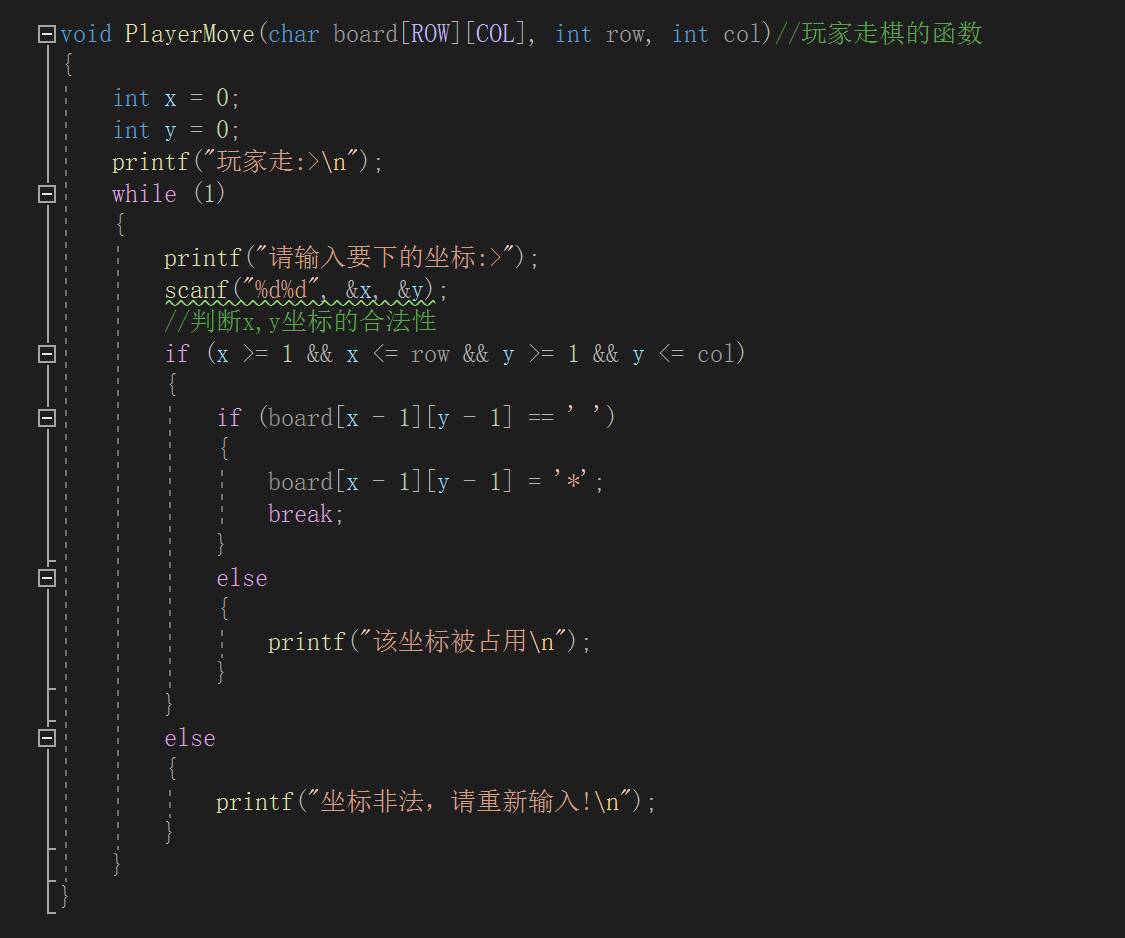 void PlayerMove(char board[ROW][COL], int row, int col)//玩家走棋的函数
{
int x = 0;
int y = 0;
printf("玩家走:>\n");
while (1)
{
printf("请输入要下的坐标:>");
scanf("%d%d", &x, &y);
//判断x,y坐标的合法性
if (x >= 1 && x <= row && y >= 1 && y <= col)
{
if (board[x - 1][y - 1] == ' ')
{
board[x - 1][y - 1] = '*';
break;
}
else
{
printf("该坐标被占用\n");
}
}
else
{
printf("坐标非法，请重新输入!\n");
}
}
}